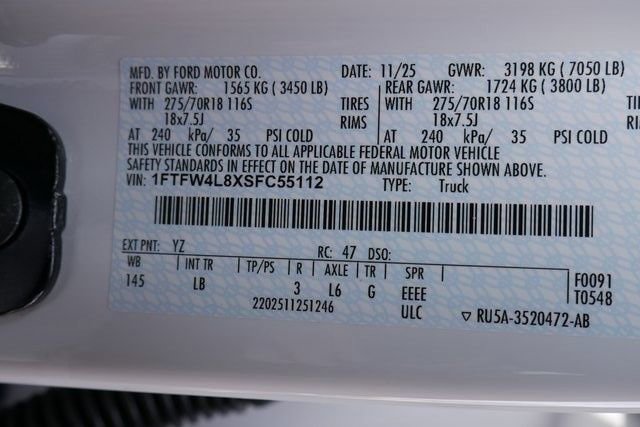 MFD. BY FORD MOTOR CO. DATE: 11/25 GVWR: 3198 KG ( 7050 LB)
FRONT GAWR: 1565 KG ( 3450 LB) REAR GAWR: 1724 KG ( 3800 LB)
WITH 275/70R18 116S TIRES WITH 275/70R18 116S TIRES
18x7.5J RIMS 18x7.5J RIMS
AT 240 kPa/ 35 PSI COLD AT 240 kPa/ 35 PSI COLD
THIS VEHICLE CONFORMS TO ALL APPLICABLE FEDERAL MOTOR VEHICLE
SAFETY STANDARDS IN EFFECT ON THE DATE OF MANUFACTURE SHOWN ABOVE.
VIN: 1FTFW4L8XSFC55112 TYPE: Truck
EXT PNT: YZ RC: 47 DSO:
WB INT TR TP/PS R AXLE TR SPR F0091
145 LB 3 L6 G EEEE T0548
2202511251246 ULC ▽ RU5A-3520472-AB